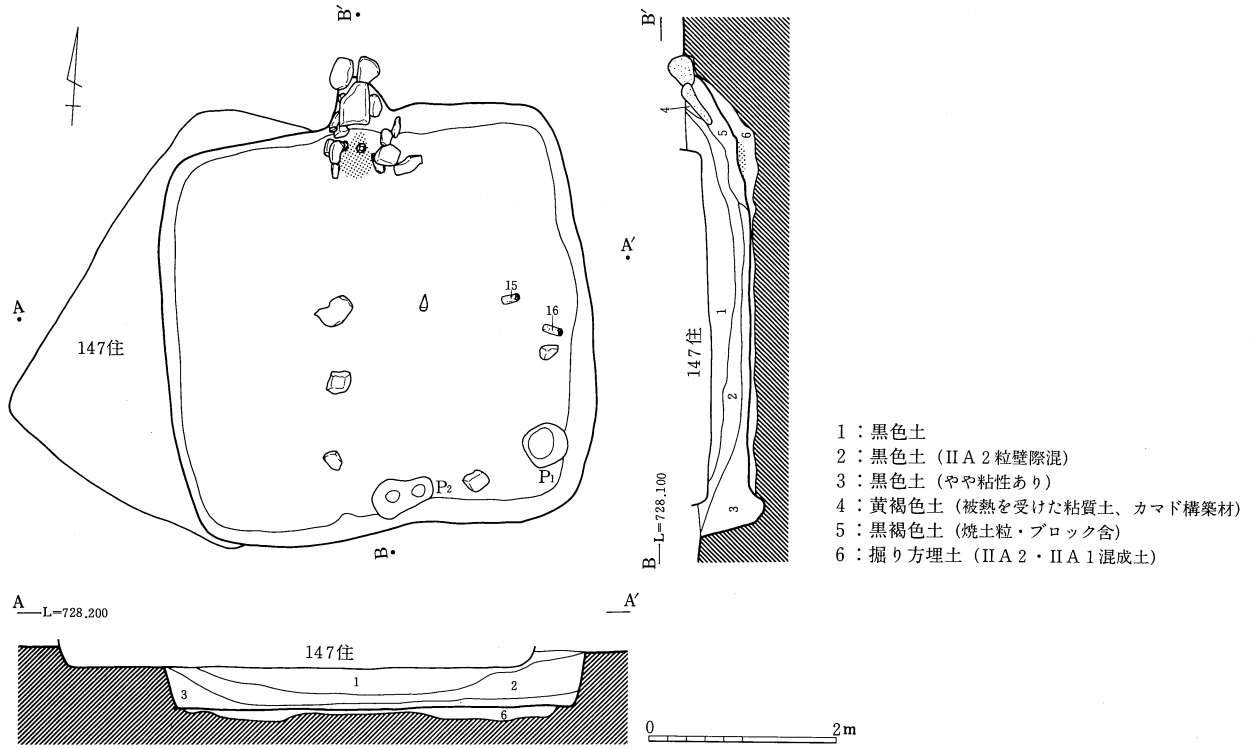 B′
A′
A
147住
15
16
P1
P2
B
B′
4
5
6
1
147住
2
3
B
L=728.100
1：黒色土
2：黒色土（ⅡA2粒壁際混）
3：黒色土（やや粘性あり）
4：黄褐色土（被熱を受けた粘質土、カマド構築材）
5：黒褐色土（焼土粒・ブロック含）
6：掘り方埋土（ⅡA2・ⅡA1混成土）
A
L=728.200
A′
147住
1
2
3
6
0
2m